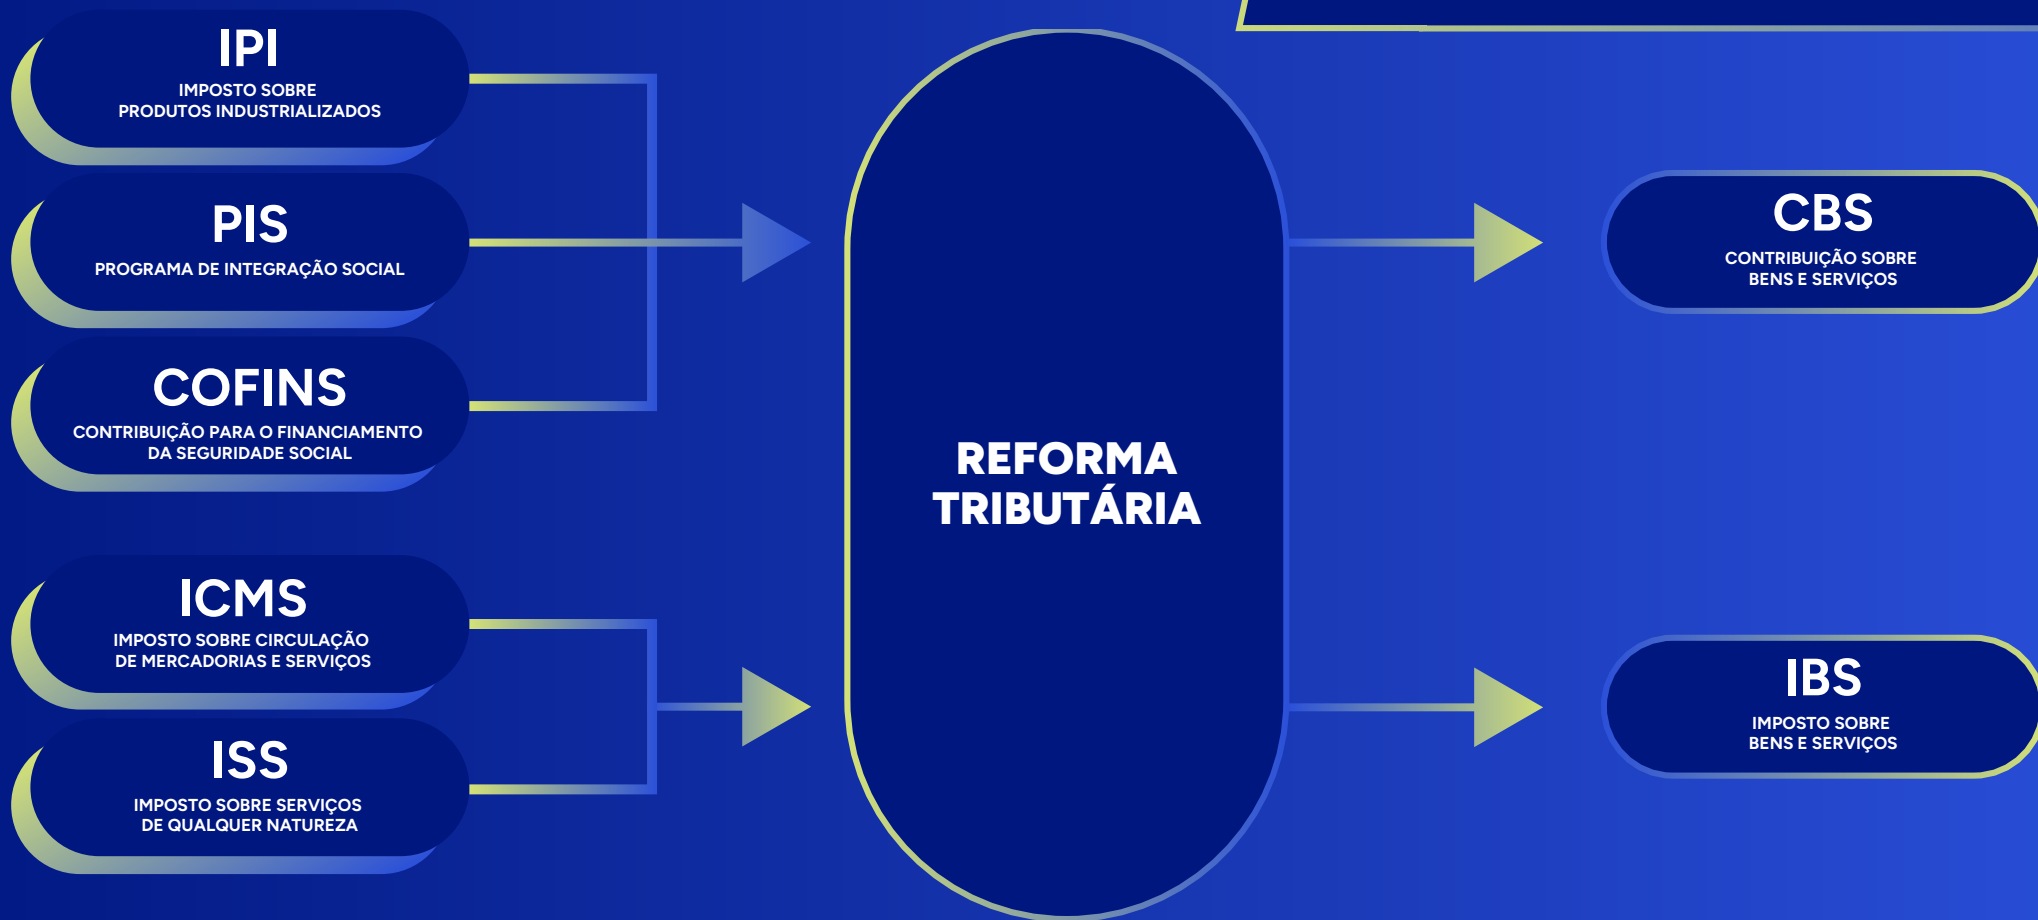 IPI
IMPOSTO SOBRE
PRODUTOS INDUSTRIALIZADOS
PIS
PROGRAMA DE INTEGRAÇÃO SOCIAL
COFINS
CONTRIBUIÇÃO PARA O FINANCIAMENTO
DA SEGURIDADE SOCIAL
ICMS
IMPOSTO SOBRE CIRCULAÇÃO
DE MERCADORIAS E SERVIÇOS
ISS
IMPOSTO SOBRE SERVIÇOS
DE QUALQUER NATUREZA
REFORMA
TRIBUTÁRIA
CBS
CONTRIBUIÇÃO SOBRE
BENS E SERVIÇOS
IBS
IMPOSTO SOBRE
BENS E SERVIÇOS